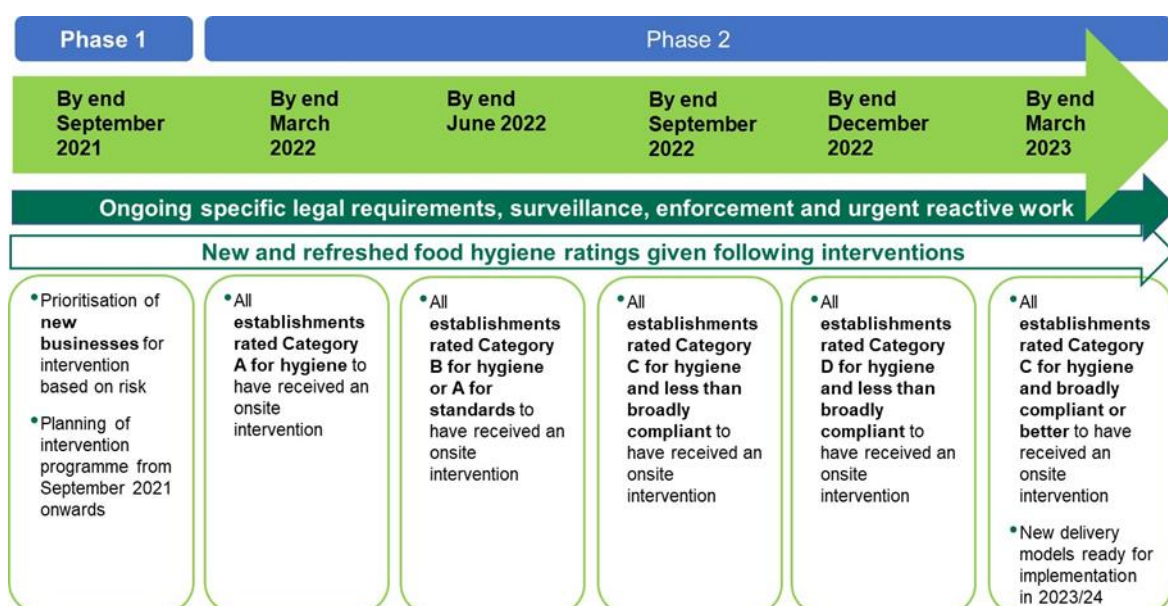 Phase 1
Phase 2
By end
September
2021
By end
March
2022
By end
June 2022
By end
September
2022
By end
December
2022
By end
March
2023
Ongoing specific legal requirements, surveillance, enforcement and urgent reactive work
New and refreshed food hygiene ratings given following interventions
•Prioritisation of
new
businesses for
intervention
based on risk
•Planning of
intervention
programme from
September 2021
onwards
•All
establishments
rated Category
A for hygiene to
have received an
onsite
intervention
•All
establishments
rated Category
B for hygiene
or A for
standards to
have received an
onsite
intervention
•All
establishments
rated Category
C for hygiene
and less than
broadly
compliant to
have received an
onsite
intervention
•All
establishments
rated Category
D for hygiene
and less than
broadly
compliant to
have received an
onsite
intervention
•All
establishments
rated Category
C for hygiene
and broadly
compliant or
better to have
received an
onsite
intervention
•New delivery
models ready for
implementation
in 2023/24